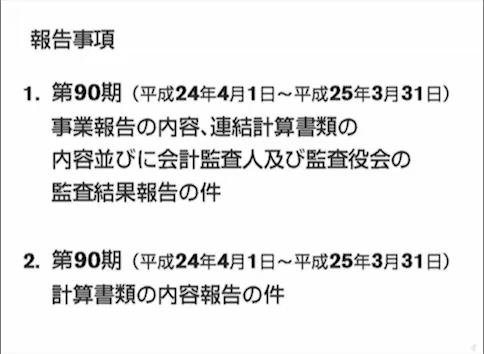 報告事項
1. 第90期（平成24年4月1日～平成25年3月31日）
事業報告の内容、連結計算書類の
内容並びに会計監査人及び監査役会の
監査結果報告の件
2. 第90期（平成24年4月1日～平成25年3月31日）
計算書類の内容報告の件